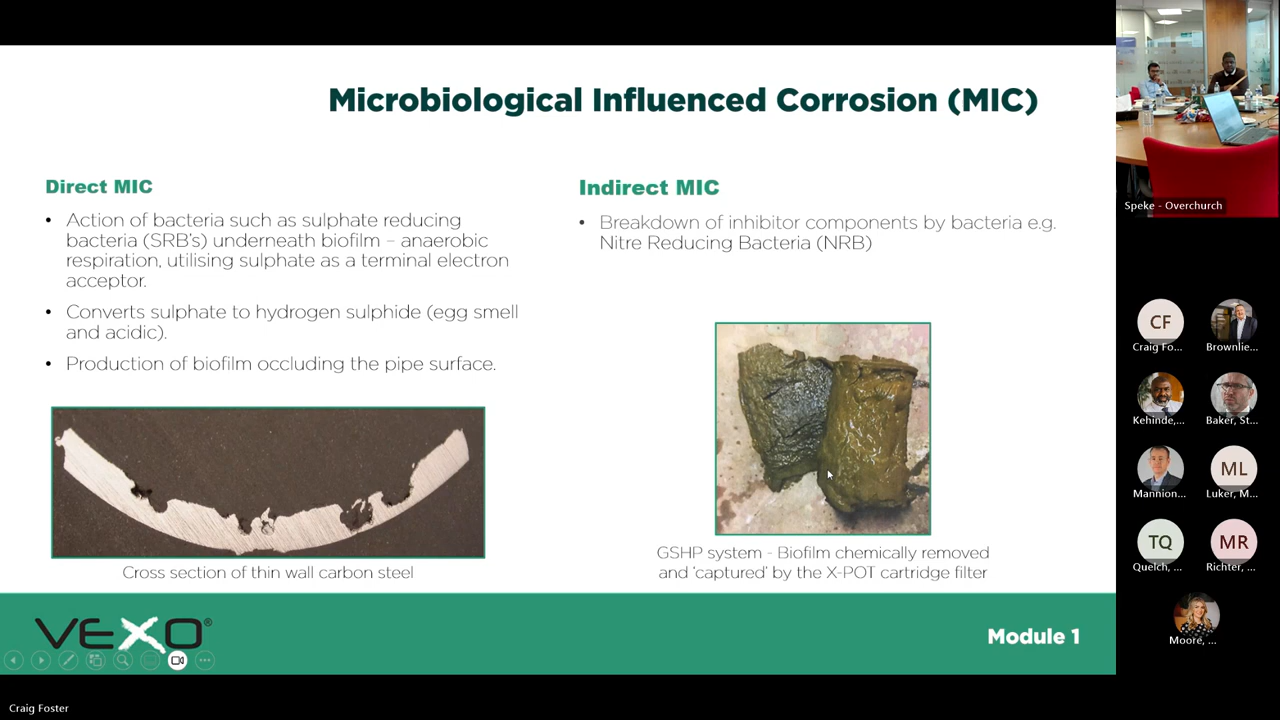 Microbiological Influenced Corrosion (MIC)
Direct MIC
• Action of bacteria such as sulphate reducing
bacteria (SRB's) underneath biofilm – anaerobic
respiration, utilising sulphate as a terminal electron
acceptor.
• Converts sulphate to hydrogen sulphide (egg smell
and acidic).
• Production of biofilm occluding the pipe surface.
Cross section of thin wall carbon steel
Indirect MIC
• Breakdown of inhibitor components by bacteria e.g.
Nitre Reducing Bacteria (NRB)
GSHP system - Biofilm chemically removed
and 'captured' by the X-POT cartridge filter
VEXO®
Module 1
Speke - Overchurch
CF
Craig Fo...
Brownlie...
Kehinde,...
Baker, St...
Mannion...
ML
Luker, M...
TQ
Quelch, ...
MR
Richter, ...
Moore, ...
Craig Foster